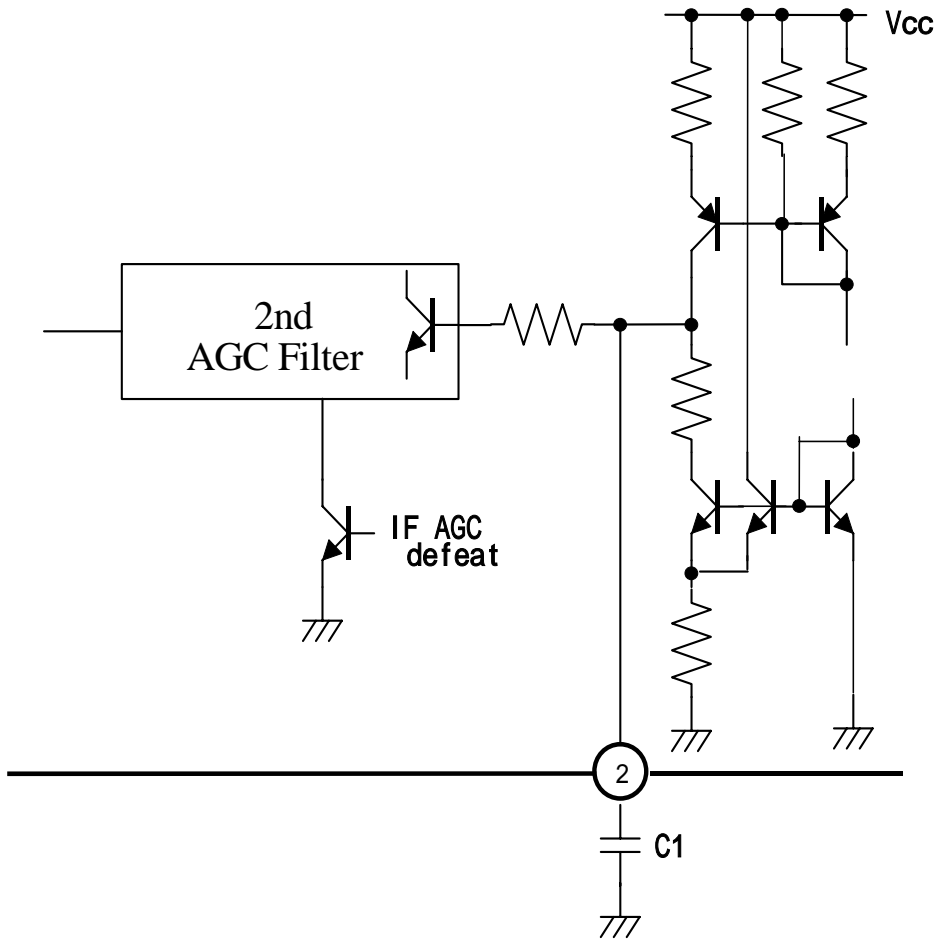 Vcc
2nd
AGC Filter
IF AGC
defeat
2
C1